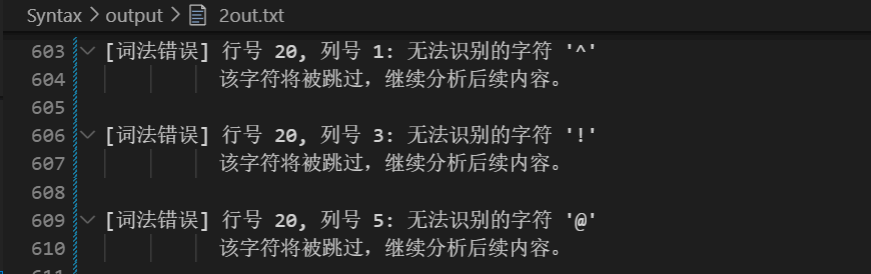 Syntax > output > 2out.txt
603 [词法错误] 行号 20, 列号 1: 无法识别的字符 '^'
604 该字符将被跳过，继续分析后续内容。
605
606 [词法错误] 行号 20, 列号 3: 无法识别的字符 '!'
607 该字符将被跳过，继续分析后续内容。
608
609 [词法错误] 行号 20, 列号 5: 无法识别的字符 '@'
610 该字符将被跳过，继续分析后续内容。